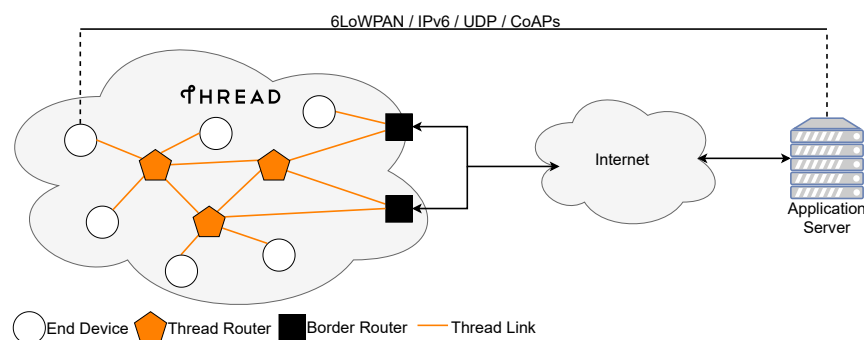 6LoWPAN / IPv6 / UDP / CoAPs
THREAD
Internet
Application
Server
End Device
Thread Router
Border Router
Thread Link